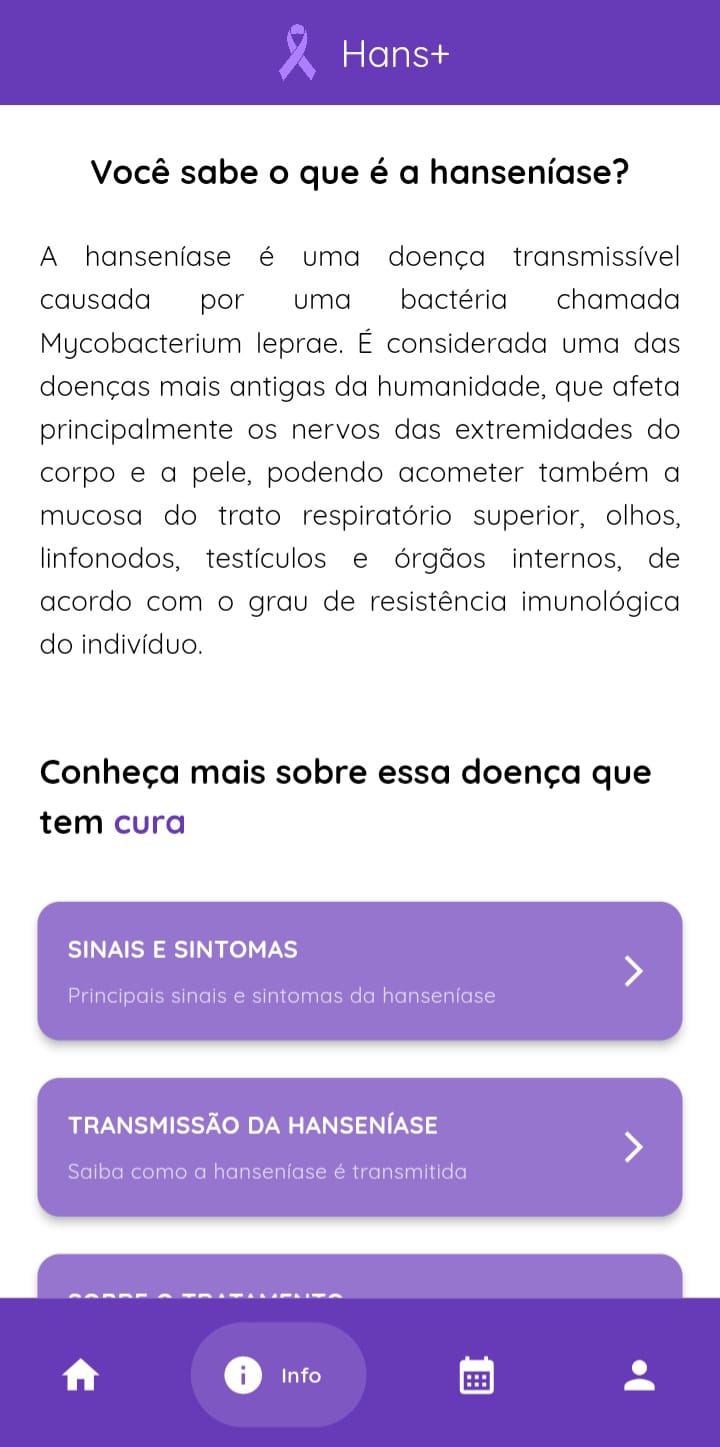 Hans+
Você sabe o que é a hanseníase?
A hanseníase é uma doença transmissível
causada por uma bactéria chamada
Mycobacterium leprae. É considerada uma das
doenças mais antigas da humanidade, que afeta
principalmente os nervos das extremidades do
corpo e a pele, podendo acometer também a
mucosa do trato respiratório superior, olhos,
linfonodos, testículos e órgãos internos, de
acordo com o grau de resistência imunológica
do indivíduo.
Conheça mais sobre essa doença que
tem cura
SINAIS E SINTOMAS
Principais sinais e sintomas da hanseníase
TRANSMISSÃO DA HANSENÍASE
Saiba como a hanseníase é transmitida
SOBRE O TRATAMENTO
Info